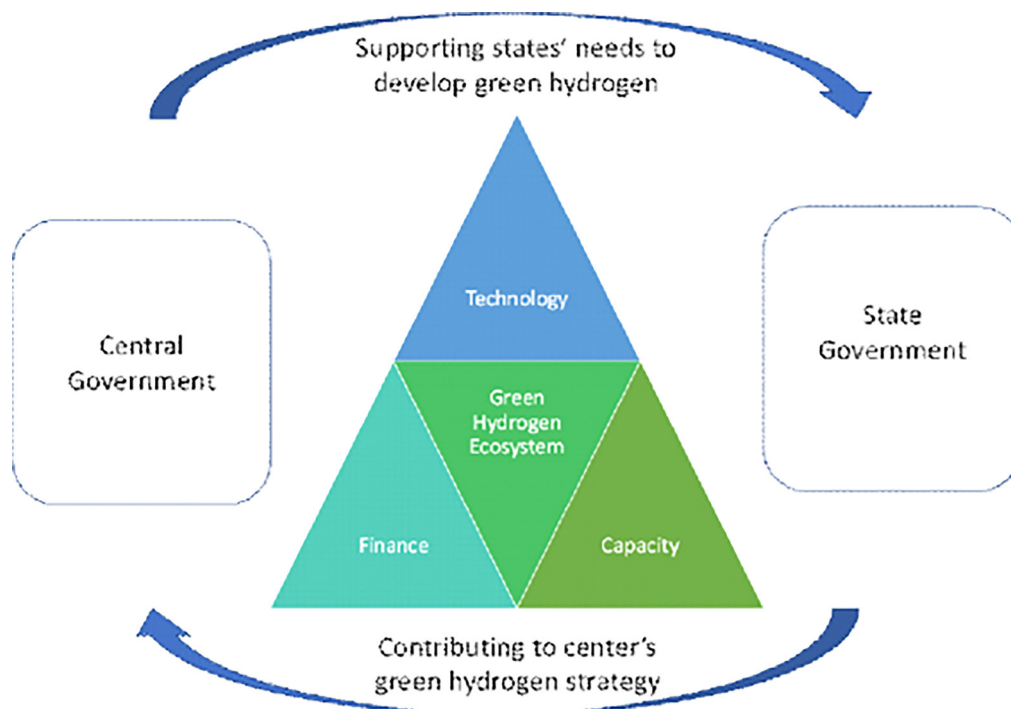 Supporting states' needs to
develop green hydrogen
Technology
Central
Government
State
Government
Green
Hydrogen
Ecosystem
Finance
Capacity
Contributing to center's
green hydrogen strategy